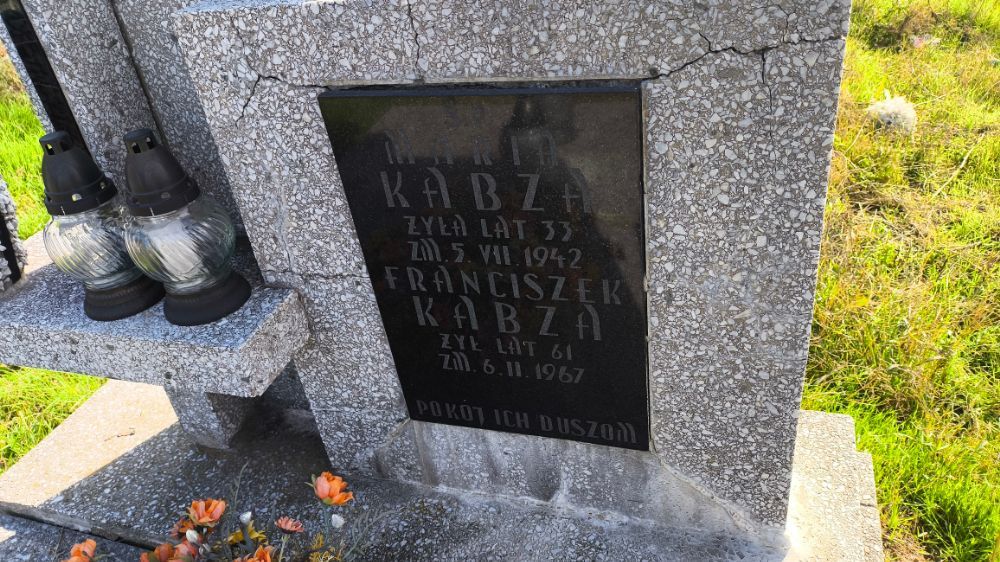 Ś.P.
MARIA
KABZA
ŻYŁA LAT 33
ZM. 5. VII. 1942
FRANCISZEK
KABZA
ŻYŁ LAT 61
ZM. 6. II. 1967
POKÓJ ICH DUSZOM